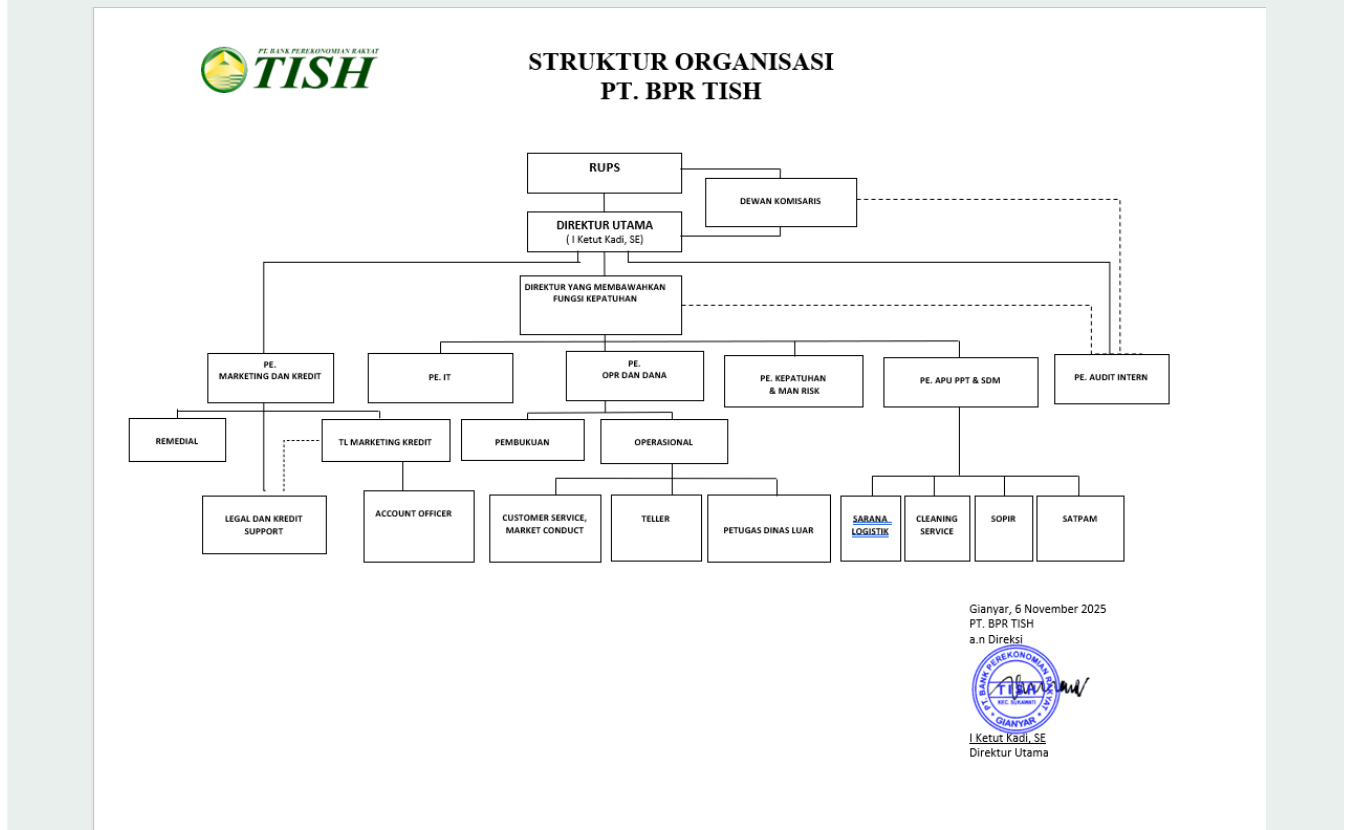 PT. BANK PEREKONOMIAN RAKYAT
TISH
STRUKTUR ORGANISASI
PT. BPR TISH
RUPS
DEWAN KOMISARIS
DIREKTUR UTAMA
( I Ketut Kadi, SE)
DIREKTUR YANG MEMBAWAHKAN
FUNGSI KEPATUHAN
PE.
MARKETING DAN KREDIT
PE. IT
PE.
OPR DAN DANA
PE. KEPATUHAN
& MAN RISK
PE. APU PPT & SDM
PE. AUDIT INTERN
REMEDIAL
TL MARKETING KREDIT
PEMBUKUAN
OPERASIONAL
LEGAL DAN KREDIT
SUPPORT
ACCOUNT OFFICER
CUSTOMER SERVICE,
MARKET CONDUCT
TELLER
PETUGAS DINAS LUAR
SARANA
LOGISTIK
CLEANING
SERVICE
SOPIR
SATPAM
Gianyar, 6 November 2025
PT. BPR TISH
a.n Direksi
PT. BANK PEREKONOMIAN RAKYAT
TISH
KEC. SUKAWATI
GIANYAR
I Ketut Kadi, SE
Direktur Utama